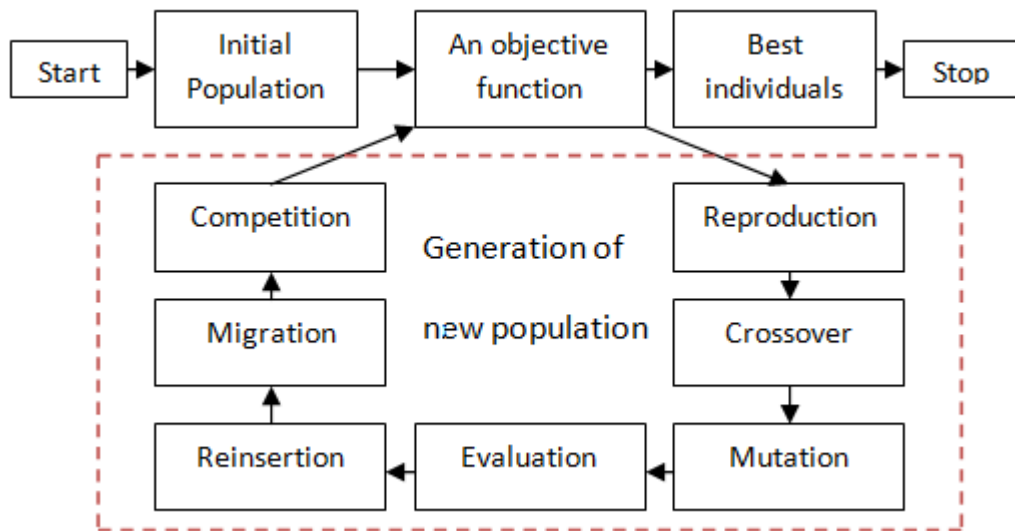 Start
Initial
Population
An objective
function
Best
individuals
Stop
Competition
Generation of
new population
Reproduction
Migration
Crossover
Reinsertion
Evaluation
Mutation